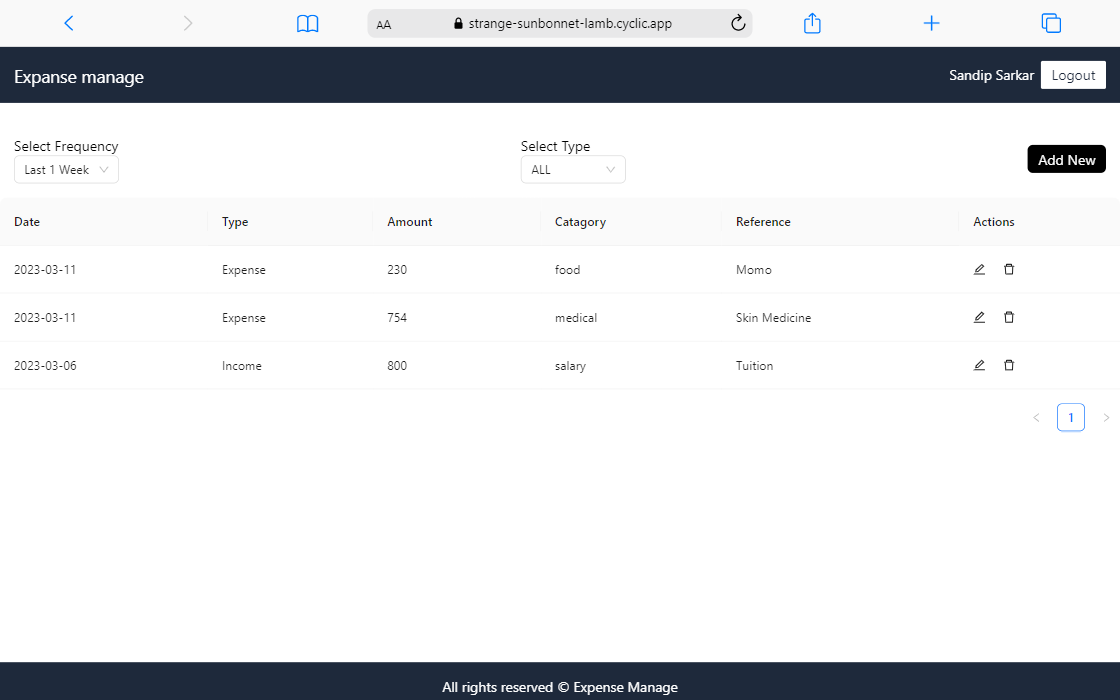 AA strange-sunbonnet-lamb.cyclic.app
Expanse manage Sandip Sarkar Logout
Select Frequency Select Type
Last 1 Week ALL Add New
Date Type Amount Catagory Reference Actions
2023-03-11 Expense 230 food Momo
2023-03-11 Expense 754 medical Skin Medicine
2023-03-06 Income 800 salary Tuition
< 1 >
All rights reserved © Expense Manage